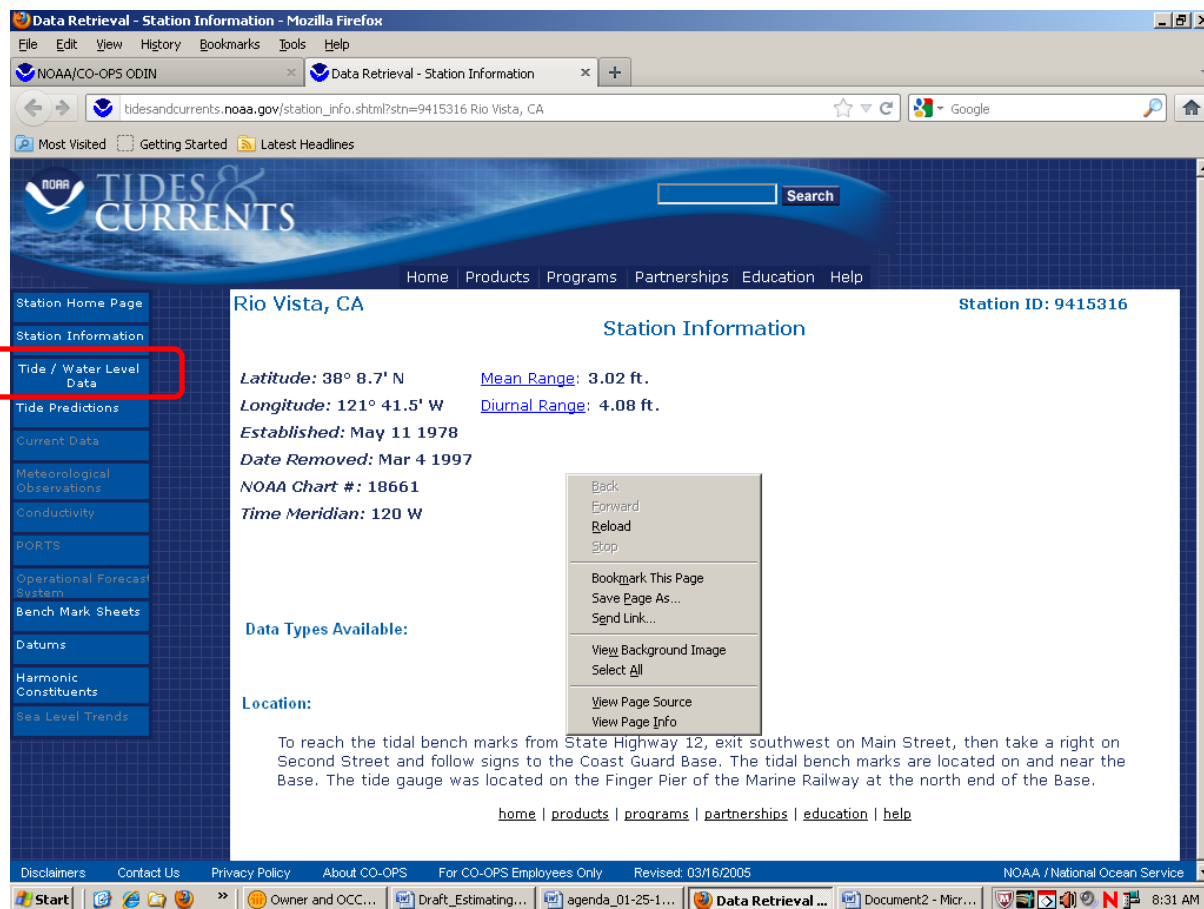 Data Retrieval - Station Information - Mozilla Firefox
File Edit View History Bookmarks Tools Help
NOAA/CO-OPS ODIN
Data Retrieval - Station Information
tidesandcurrents.noaa.gov/station_info.shtml?stn=9415316 Rio Vista, CA
Google
Most Visited Getting Started Latest Headlines
NOAA
TIDES &
CURRENTS
Search
Home Products Programs Partnerships Education Help
Station Home Page
Station Information
Tide / Water Level
Data
Tide Predictions
Current Data
Meteorological
Observations
Conductivity
PORTS
Operational Forecast
System
Bench Mark Sheets
Datums
Harmonic
Constituents
Sea Level Trends
Rio Vista, CA
Station ID: 9415316
Station Information
Latitude: 38° 8.7' N Mean Range: 3.02 ft.
Longitude: 121° 41.5' W Diurnal Range: 4.08 ft.
Established: May 11 1978
Date Removed: Mar 4 1997
NOAA Chart #: 18661
Time Meridian: 120 W
Back
Forward
Reload
Stop
Bookmark This Page
Save Page As...
Send Link...
View Background Image
Select All
View Page Source
View Page Info
Data Types Available:
Location:
To reach the tidal bench marks from State Highway 12, exit southwest on Main Street, then take a right on
Second Street and follow signs to the Coast Guard Base. The tidal bench marks are located on and near the
Base. The tide gauge was located on the Finger Pier of the Marine Railway at the north end of the Base.
home | products | programs | partnerships | education | help
Disclaimers Contact Us Privacy Policy About CO-OPS For CO-OPS Employees Only Revised: 03/16/2005 NOAA / National Ocean Service
Start » Owner and OCC... Draft_Estimating... agenda_01-25-1... Data Retrieval ... Document2 - Micr... 8:31 AM